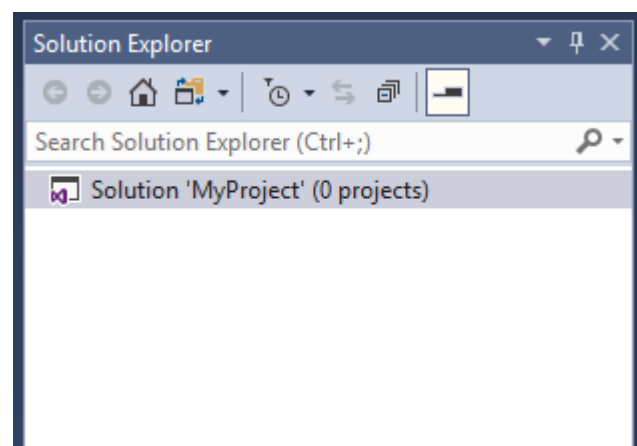 Solution Explorer
Search Solution Explorer (Ctrl+;)
Solution 'MyProject' (0 projects)